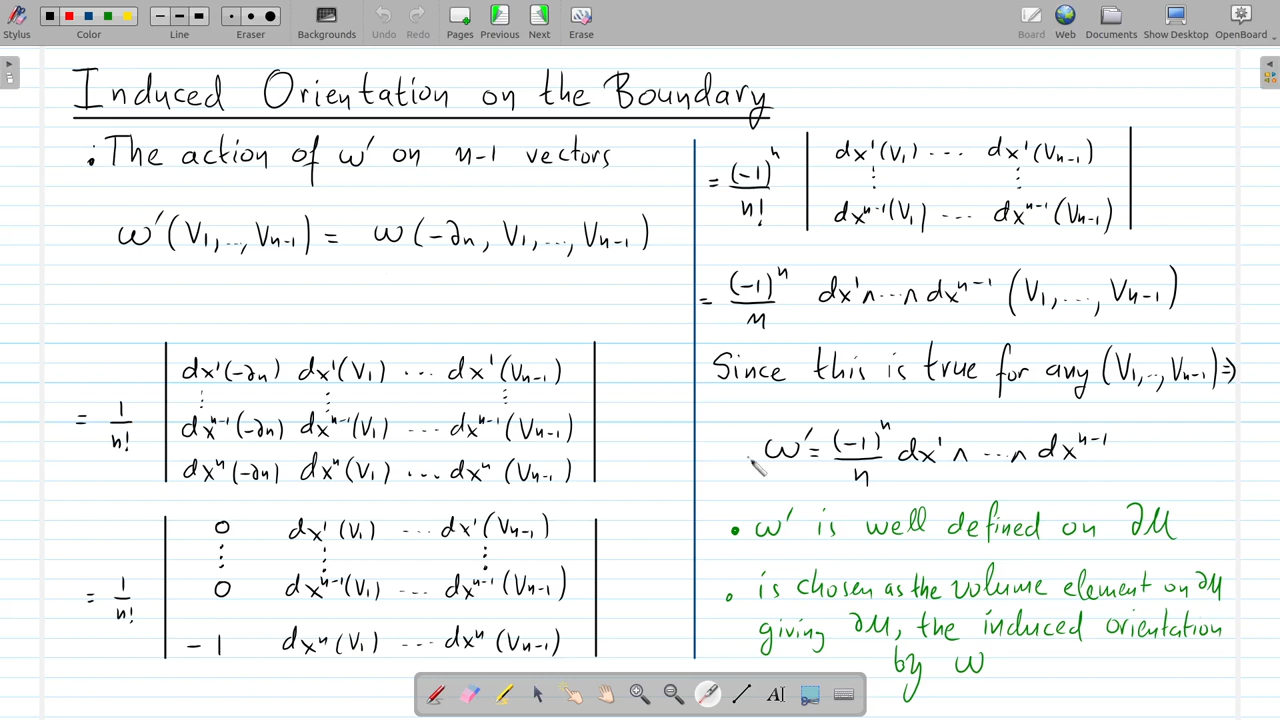 Stylus
Color
Line
Eraser
Backgrounds
Undo
Redo
Pages
Previous
Next
Erase
Board
Web
Documents
Show Desktop
OpenBoard
Induced Orientation on the Boundary
• The action of ω' on n-1 vectors
ω'(V₁,..,Vₙ₋₁) = ω(-∂n, V₁,..., Vₙ₋₁)
= 1/n! | dx¹(-∂n) dx¹(V₁) ... dx¹(Vₙ₋₁) |
⋮ ⋮ ⋮
| dxⁿ⁻¹(-∂n) dxⁿ⁻¹(V₁) ... dxⁿ⁻¹(Vₙ₋₁) |
| dxⁿ(-∂n) dxⁿ(V₁) ... dxⁿ(Vₙ₋₁) |
= 1/n! | 0 dx¹(V₁) ... dx¹(Vₙ₋₁) |
⋮ ⋮ ⋮
| 0 dxⁿ⁻¹(V₁) ... dxⁿ⁻¹(Vₙ₋₁) |
| -1 dxⁿ(V₁) ... dxⁿ(Vₙ₋₁) |
= (-1)ⁿ/n! | dx¹(V₁) ... dx¹(Vₙ₋₁) |
⋮ ⋮
| dxⁿ⁻¹(V₁) ... dxⁿ⁻¹(Vₙ₋₁) |
= (-1)ⁿ/n dx¹∧...∧dxⁿ⁻¹ (V₁,..., Vₙ₋₁)
Since this is true for any (V₁,..,Vₙ₋₁) ⇒
ω' = (-1)ⁿ/n dx¹∧...∧dxⁿ⁻¹
• ω' is well defined on ∂M
• is chosen as the volume element on ∂M
giving ∂M, the induced orientation
by ω
AI